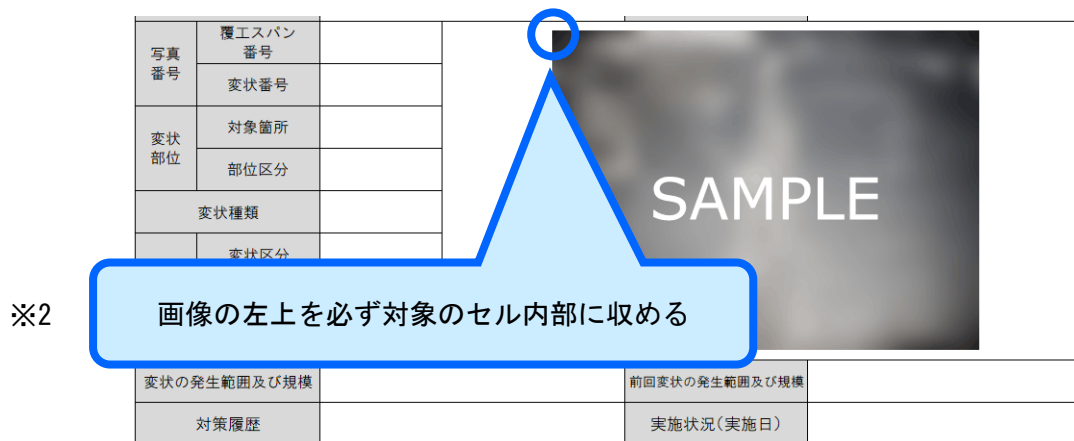 写真
番号
覆工スパン
番号
変状番号
変状
部位
対象箇所
部位区分
変状種類
変状区分
SAMPLE
※2
画像の左上を必ず対象のセル内部に収める
変状の発生範囲及び規模
前回変状の発生範囲及び規模
対策履歴
実施状況(実施日)